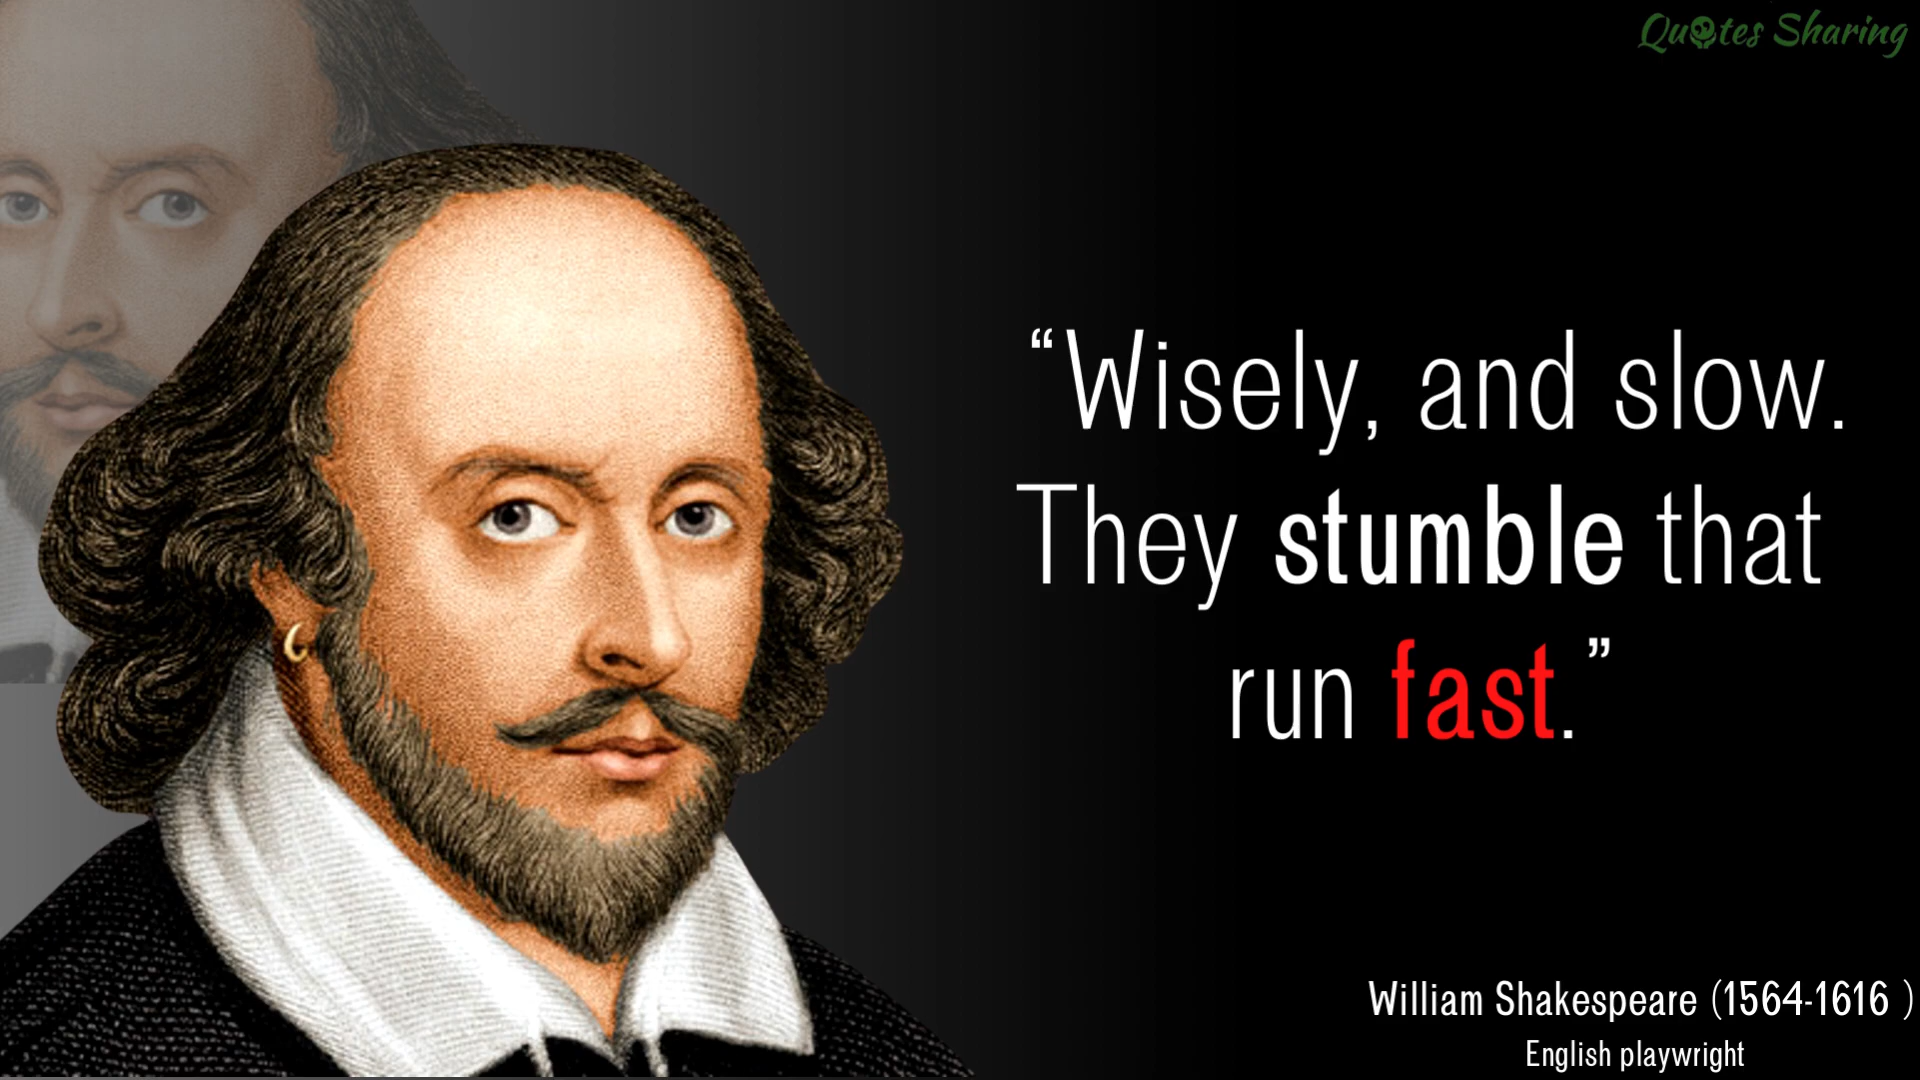 Quotes Sharing
“Wisely, and slow.
They stumble that
run fast.”
William Shakespeare (1564-1616 )
English playwright